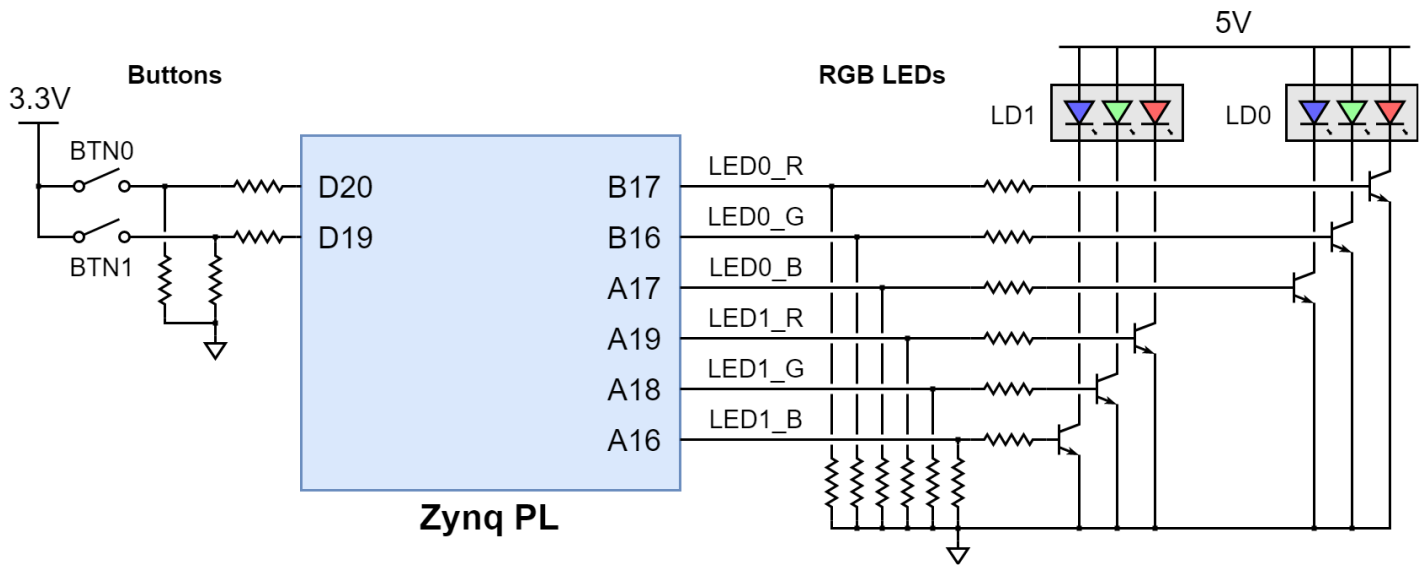 5V
Buttons
RGB LEDs
3.3V
LD1
LD0
BTN0
LED0_R
D20
B17
LED0_G
D19
B16
BTN1
LED0_B
A17
LED1_R
A19
LED1_G
A18
LED1_B
A16
Zynq PL